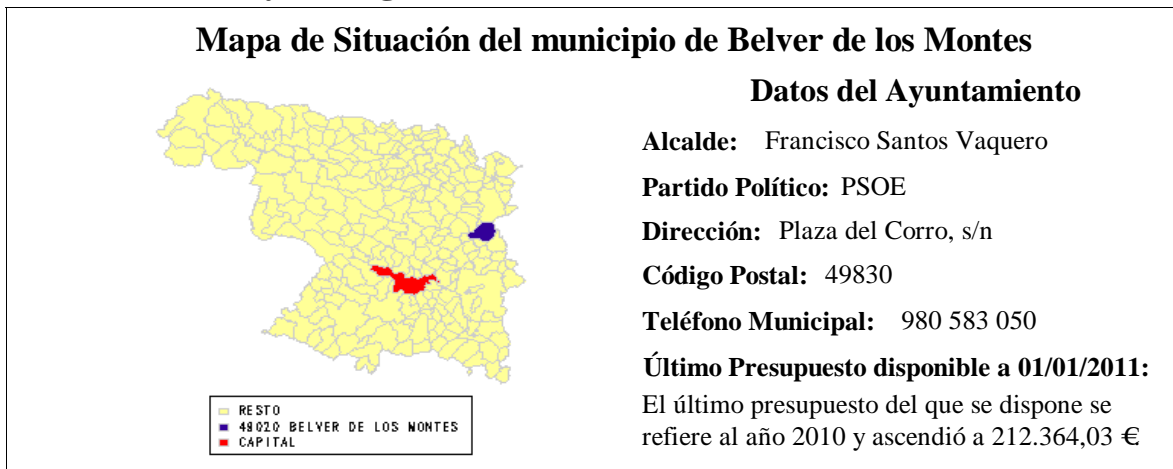 Mapa de Situación del municipio de Belver de los Montes
Datos del Ayuntamiento
Alcalde: Francisco Santos Vaquero
Partido Político: PSOE
Dirección: Plaza del Corro, s/n
Código Postal: 49830
Teléfono Municipal: 980 583 050
Último Presupuesto disponible a 01/01/2011:
El último presupuesto del que se dispone se
refiere al año 2010 y ascendió a 212.364,03 €
RESTO
49020 BELVER DE LOS MONTES
CAPITAL